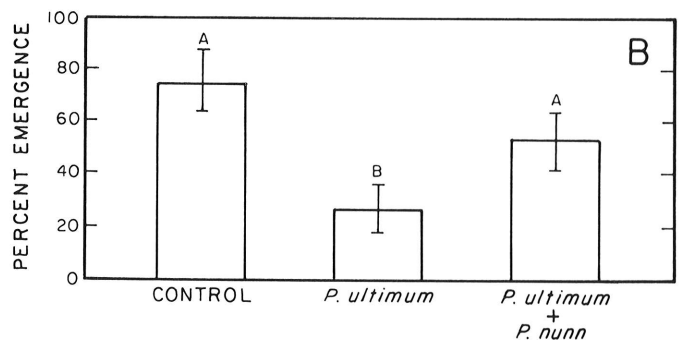 PERCENT EMERGENCE
100
80
60
40
20
0
A
B
A
B
CONTROL
P. ultimum
P. ultimum
+
P. nunn